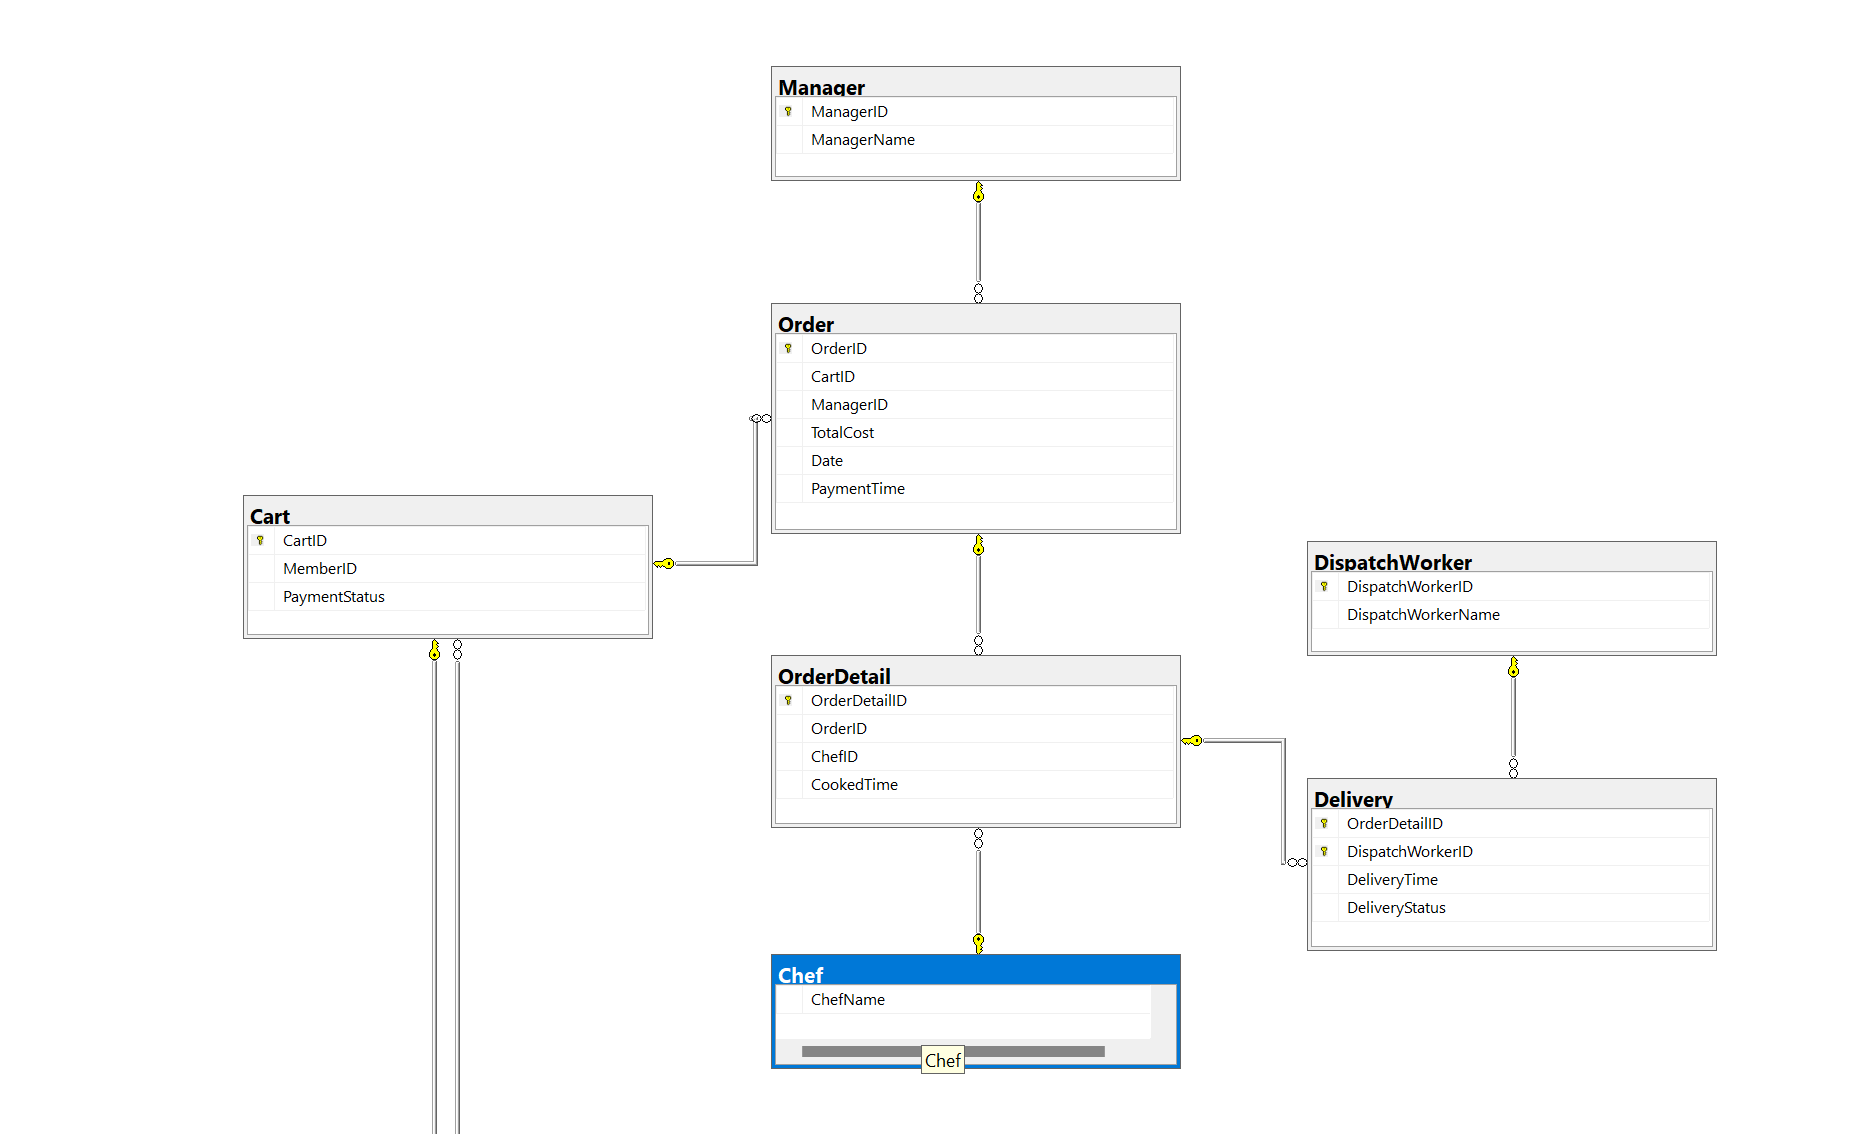 Manager
ManagerID
ManagerName
Order
OrderID
CartID
ManagerID
TotalCost
Date
PaymentTime
Cart
CartID
MemberID
PaymentStatus
DispatchWorker
DispatchWorkerID
DispatchWorkerName
OrderDetail
OrderDetailID
OrderID
ChefID
CookedTime
Delivery
OrderDetailID
DispatchWorkerID
DeliveryTime
DeliveryStatus
Chef
ChefName
Chef